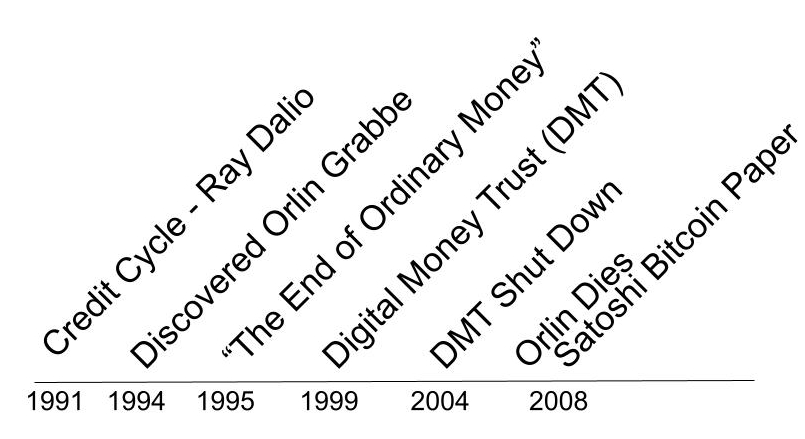 Credit Cycle - Ray Dalio
Discovered Orlin Grabbe
“The End of Ordinary Money”
Digital Money Trust (DMT)
DMT Shut Down
Orlin Dies
Satoshi Bitcoin Paper
1991 1994 1995 1999 2004 2008